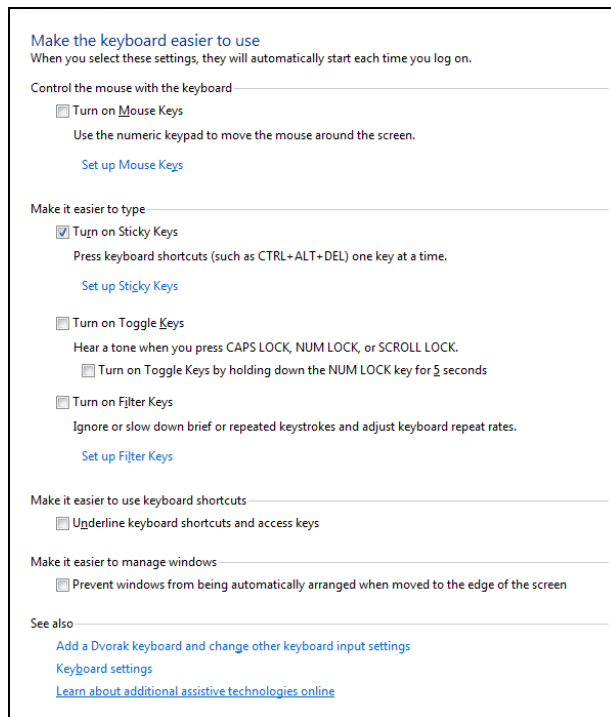 Make the keyboard easier to use
When you select these settings, they will automatically start each time you log on.
Control the mouse with the keyboard
Turn on Mouse Keys
Use the numeric keypad to move the mouse around the screen.
Set up Mouse Keys
Make it easier to type
Turn on Sticky Keys
Press keyboard shortcuts (such as CTRL+ALT+DEL) one key at a time.
Set up Sticky Keys
Turn on Toggle Keys
Hear a tone when you press CAPS LOCK, NUM LOCK, or SCROLL LOCK.
Turn on Toggle Keys by holding down the NUM LOCK key for 5 seconds
Turn on Filter Keys
Ignore or slow down brief or repeated keystrokes and adjust keyboard repeat rates.
Set up Filter Keys
Make it easier to use keyboard shortcuts
Underline keyboard shortcuts and access keys
Make it easier to manage windows
Prevent windows from being automatically arranged when moved to the edge of the screen
See also
Add a Dvorak keyboard and change other keyboard input settings
Keyboard settings
Learn about additional assistive technologies online